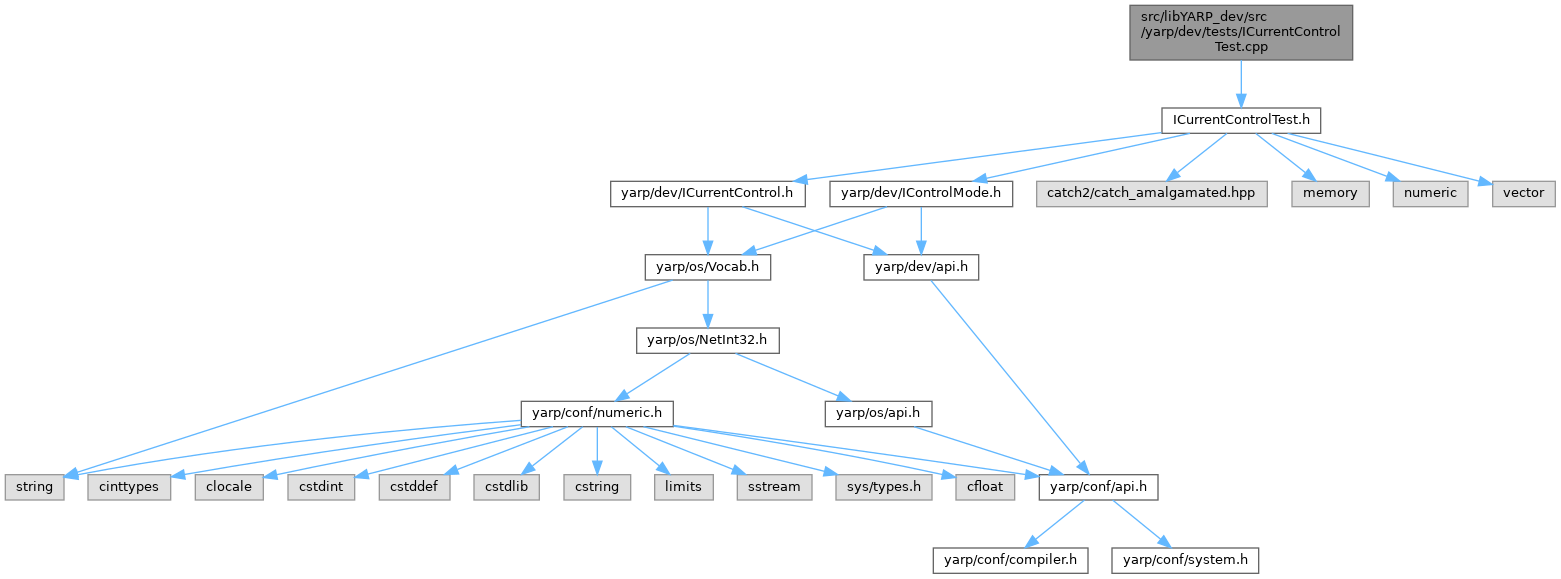 src/libYARP_dev/src
/yarp/dev/tests/ICurrentControl
Test.cpp
ICurrentControlTest.h
yarp/dev/ICurrentControl.h
yarp/dev/IControlMode.h
catch2/catch_amalgamated.hpp
memory
numeric
vector
yarp/os/Vocab.h
yarp/dev/api.h
yarp/os/NetInt32.h
yarp/conf/numeric.h
yarp/os/api.h
string
cinttypes
clocale
cstdint
cstddef
cstdlib
cstring
limits
sstream
sys/types.h
cfloat
yarp/conf/api.h
yarp/conf/compiler.h
yarp/conf/system.h